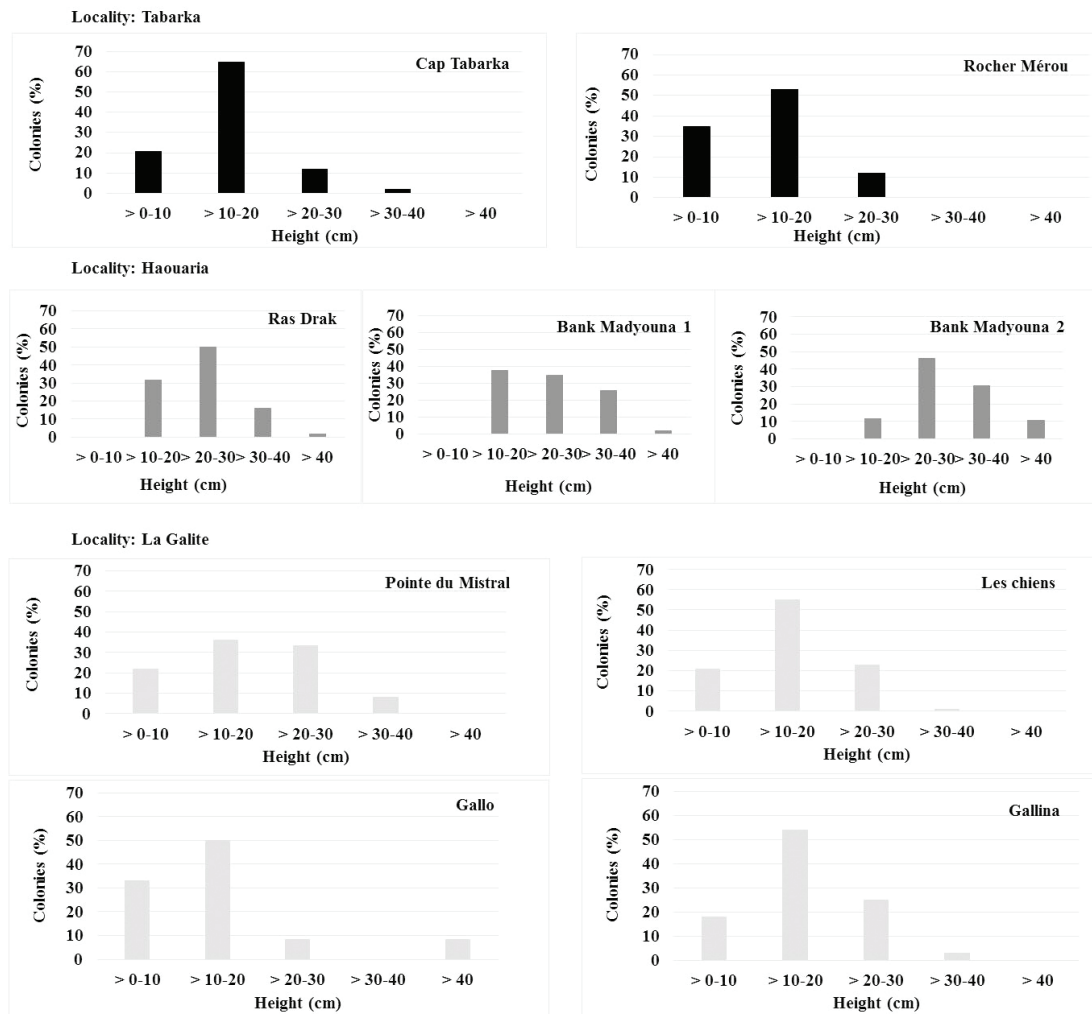 Locality: Tabarka
Cap Tabarka
Colonies (%)
70
60
50
40
30
20
10
0
> 0-10 > 10-20 > 20-30 > 30-40 > 40
Height (cm)
Rocher Mérou
Colonies (%)
70
60
50
40
30
20
10
0
> 0-10 > 10-20 > 20-30 > 30-40 > 40
Height (cm)
Locality: Haouaria
Ras Drak
Colonies (%)
70
60
50
40
30
20
10
0
> 0-10 > 10-20 > 20-30 > 30-40 > 40
Height (cm)
Bank Madyouna 1
Colonies (%)
70
60
50
40
30
20
10
0
> 0-10 > 10-20 > 20-30 > 30-40 > 40
Height (cm)
Bank Madyouna 2
Colonies (%)
70
60
50
40
30
20
10
0
> 0-10 > 10-20 > 20-30 > 30-40 > 40
Height (cm)
Locality: La Galite
Pointe du Mistral
Colonies (%)
70
60
50
40
30
20
10
0
> 0-10 > 10-20 > 20-30 > 30-40 > 40
Height (cm)
Les chiens
Colonies (%)
70
60
50
40
30
20
10
0
> 0-10 > 10-20 > 20-30 > 30-40 > 40
Height (cm)
Gallo
Colonies (%)
70
60
50
40
30
20
10
0
> 0-10 > 10-20 > 20-30 > 30-40 > 40
Height (cm)
Gallina
Colonies (%)
70
60
50
40
30
20
10
0
> 0-10 > 10-20 > 20-30 > 30-40 > 40
Height (cm)